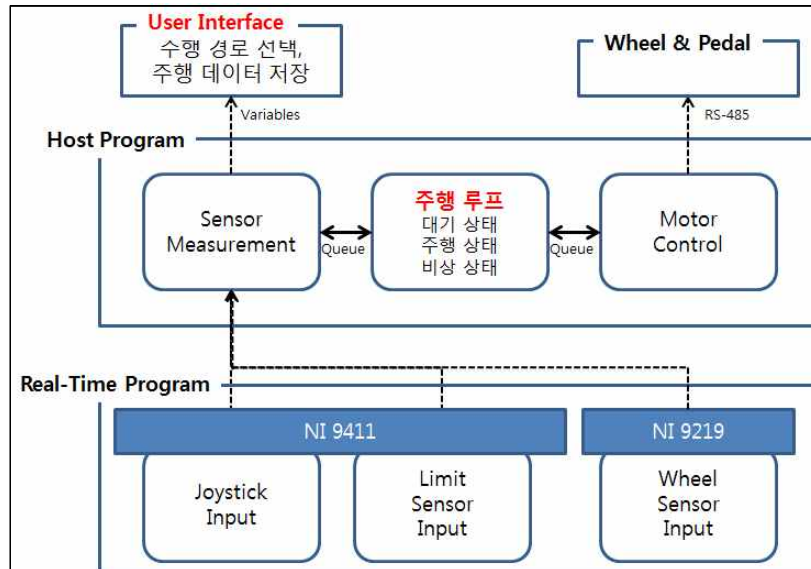 User Interface
수행 경로 선택,
주행 데이터 저장
Wheel & Pedal
Variables
RS-485
Host Program
Sensor
Measurement
Queue
주행 루프
대기 상태
주행 상태
비상 상태
Queue
Motor
Control
Real-Time Program
NI 9411
NI 9219
Joystick
Input
Limit
Sensor
Input
Wheel
Sensor
Input